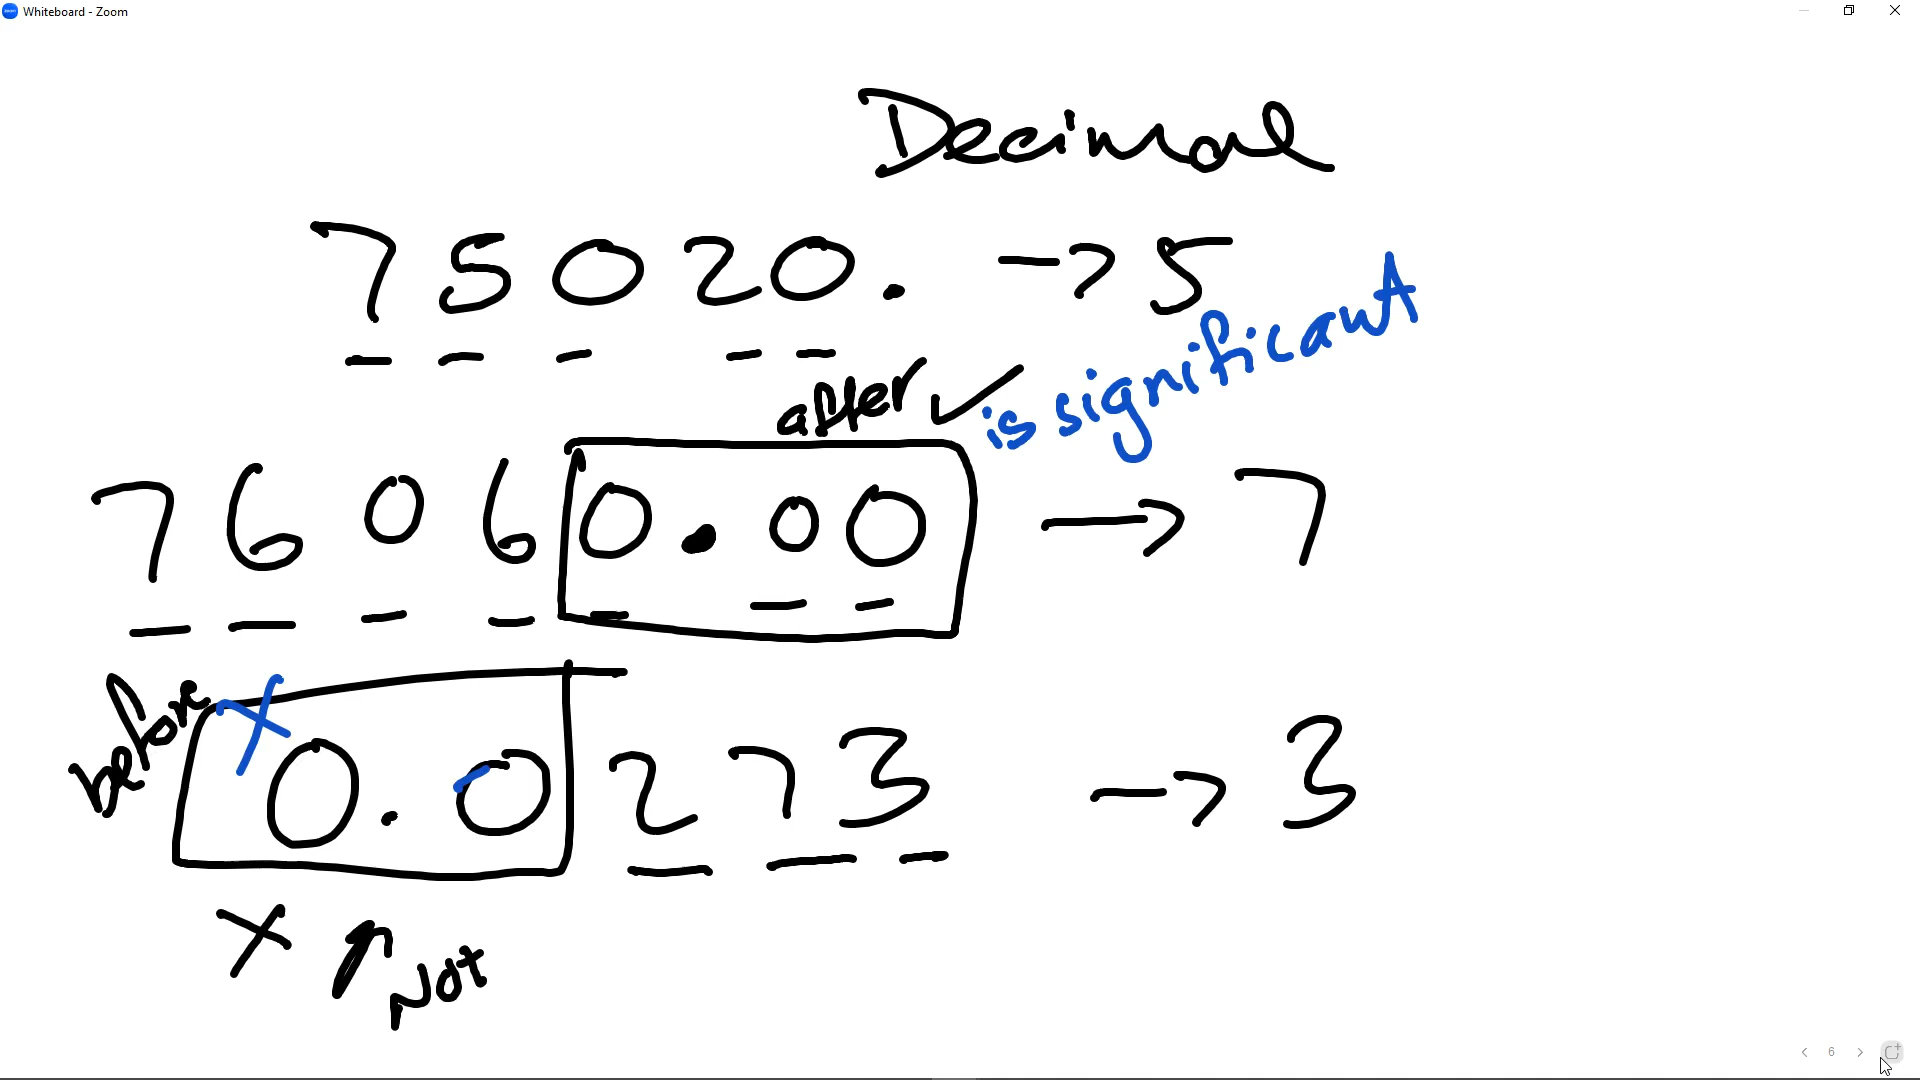 Whiteboard - Zoom
Decimal
75020. → 5
after ✓ is significant
76060.00 → 7
before X
0.0273 → 3
X Not
6